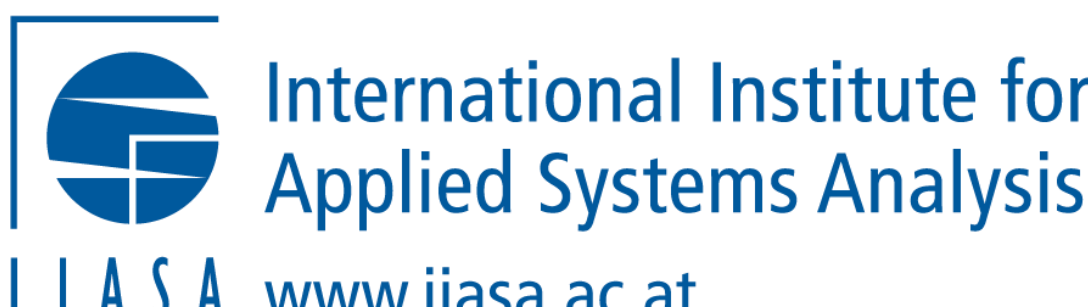 International Institute for
Applied Systems Analysis
IIASA www.iiasa.ac.at